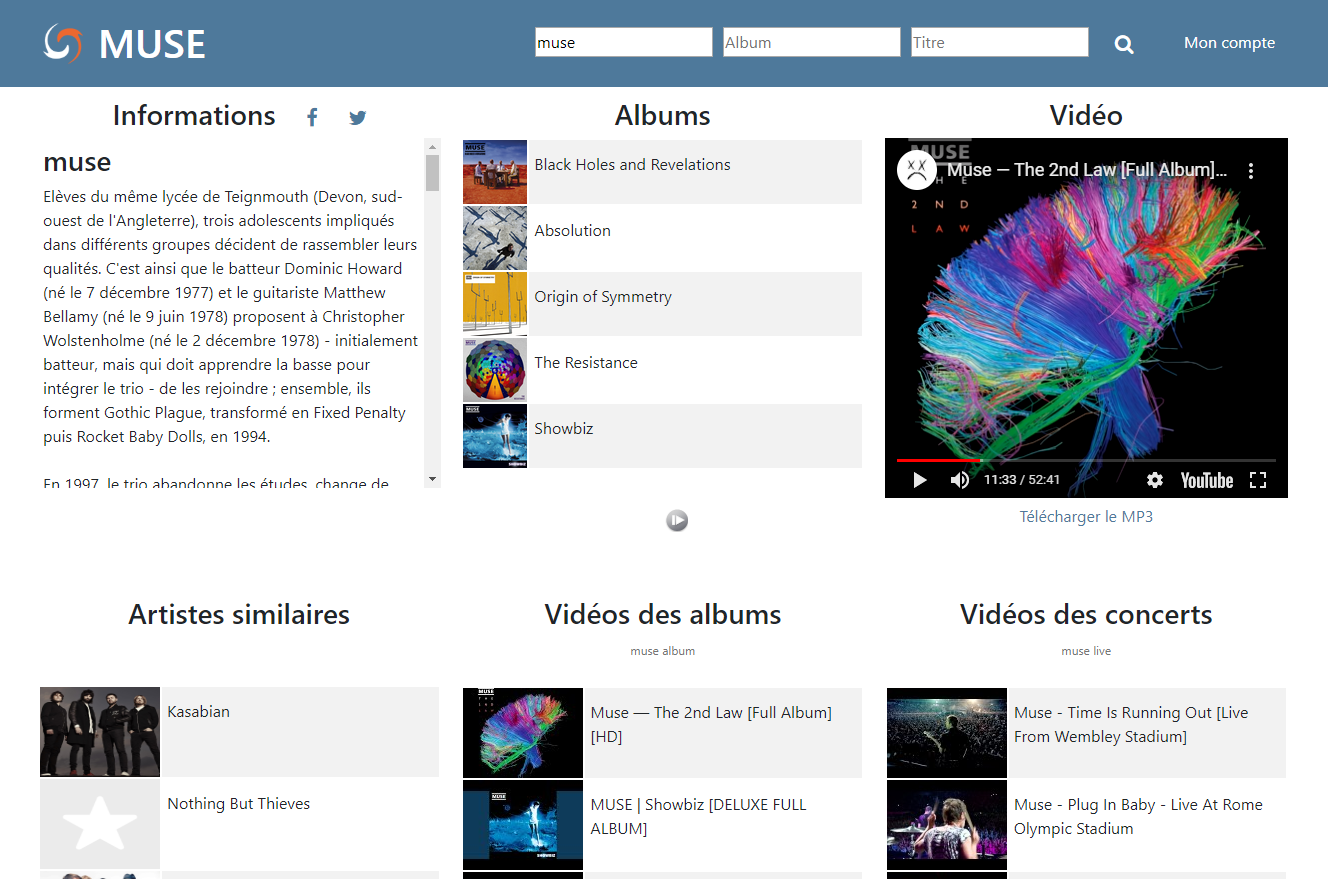 MUSE
muse
Album
Titre
Mon compte
Informations
muse
Elèves du même lycée de Teignmouth (Devon, sud-
ouest de l'Angleterre), trois adolescents impliqués
dans différents groupes décident de rassembler leurs
qualités. C'est ainsi que le batteur Dominic Howard
(né le 7 décembre 1977) et le guitariste Matthew
Bellamy (né le 9 juin 1978) proposent à Christopher
Wolstenholme (né le 2 décembre 1978) - initialement
batteur, mais qui doit apprendre la basse pour
intégrer le trio - de les rejoindre ; ensemble, ils
forment Gothic Plague, transformé en Fixed Penalty
puis Rocket Baby Dolls, en 1994.
En 1997, le trio abandonne les études, change de
Albums
Black Holes and Revelations
Absolution
Origin of Symmetry
The Resistance
Showbiz
Vidéo
MUSE
Muse — The 2nd Law [Full Album]...
THE
2ND
LAW
11:33 / 52:41
YouTube
Télécharger le MP3
Artistes similaires
Kasabian
Nothing But Thieves
Vidéos des albums
muse album
Muse — The 2nd Law [Full Album]
[HD]
MUSE | Showbiz [DELUXE FULL
ALBUM]
Vidéos des concerts
muse live
Muse - Time Is Running Out [Live
From Wembley Stadium]
Muse - Plug In Baby - Live At Rome
Olympic Stadium